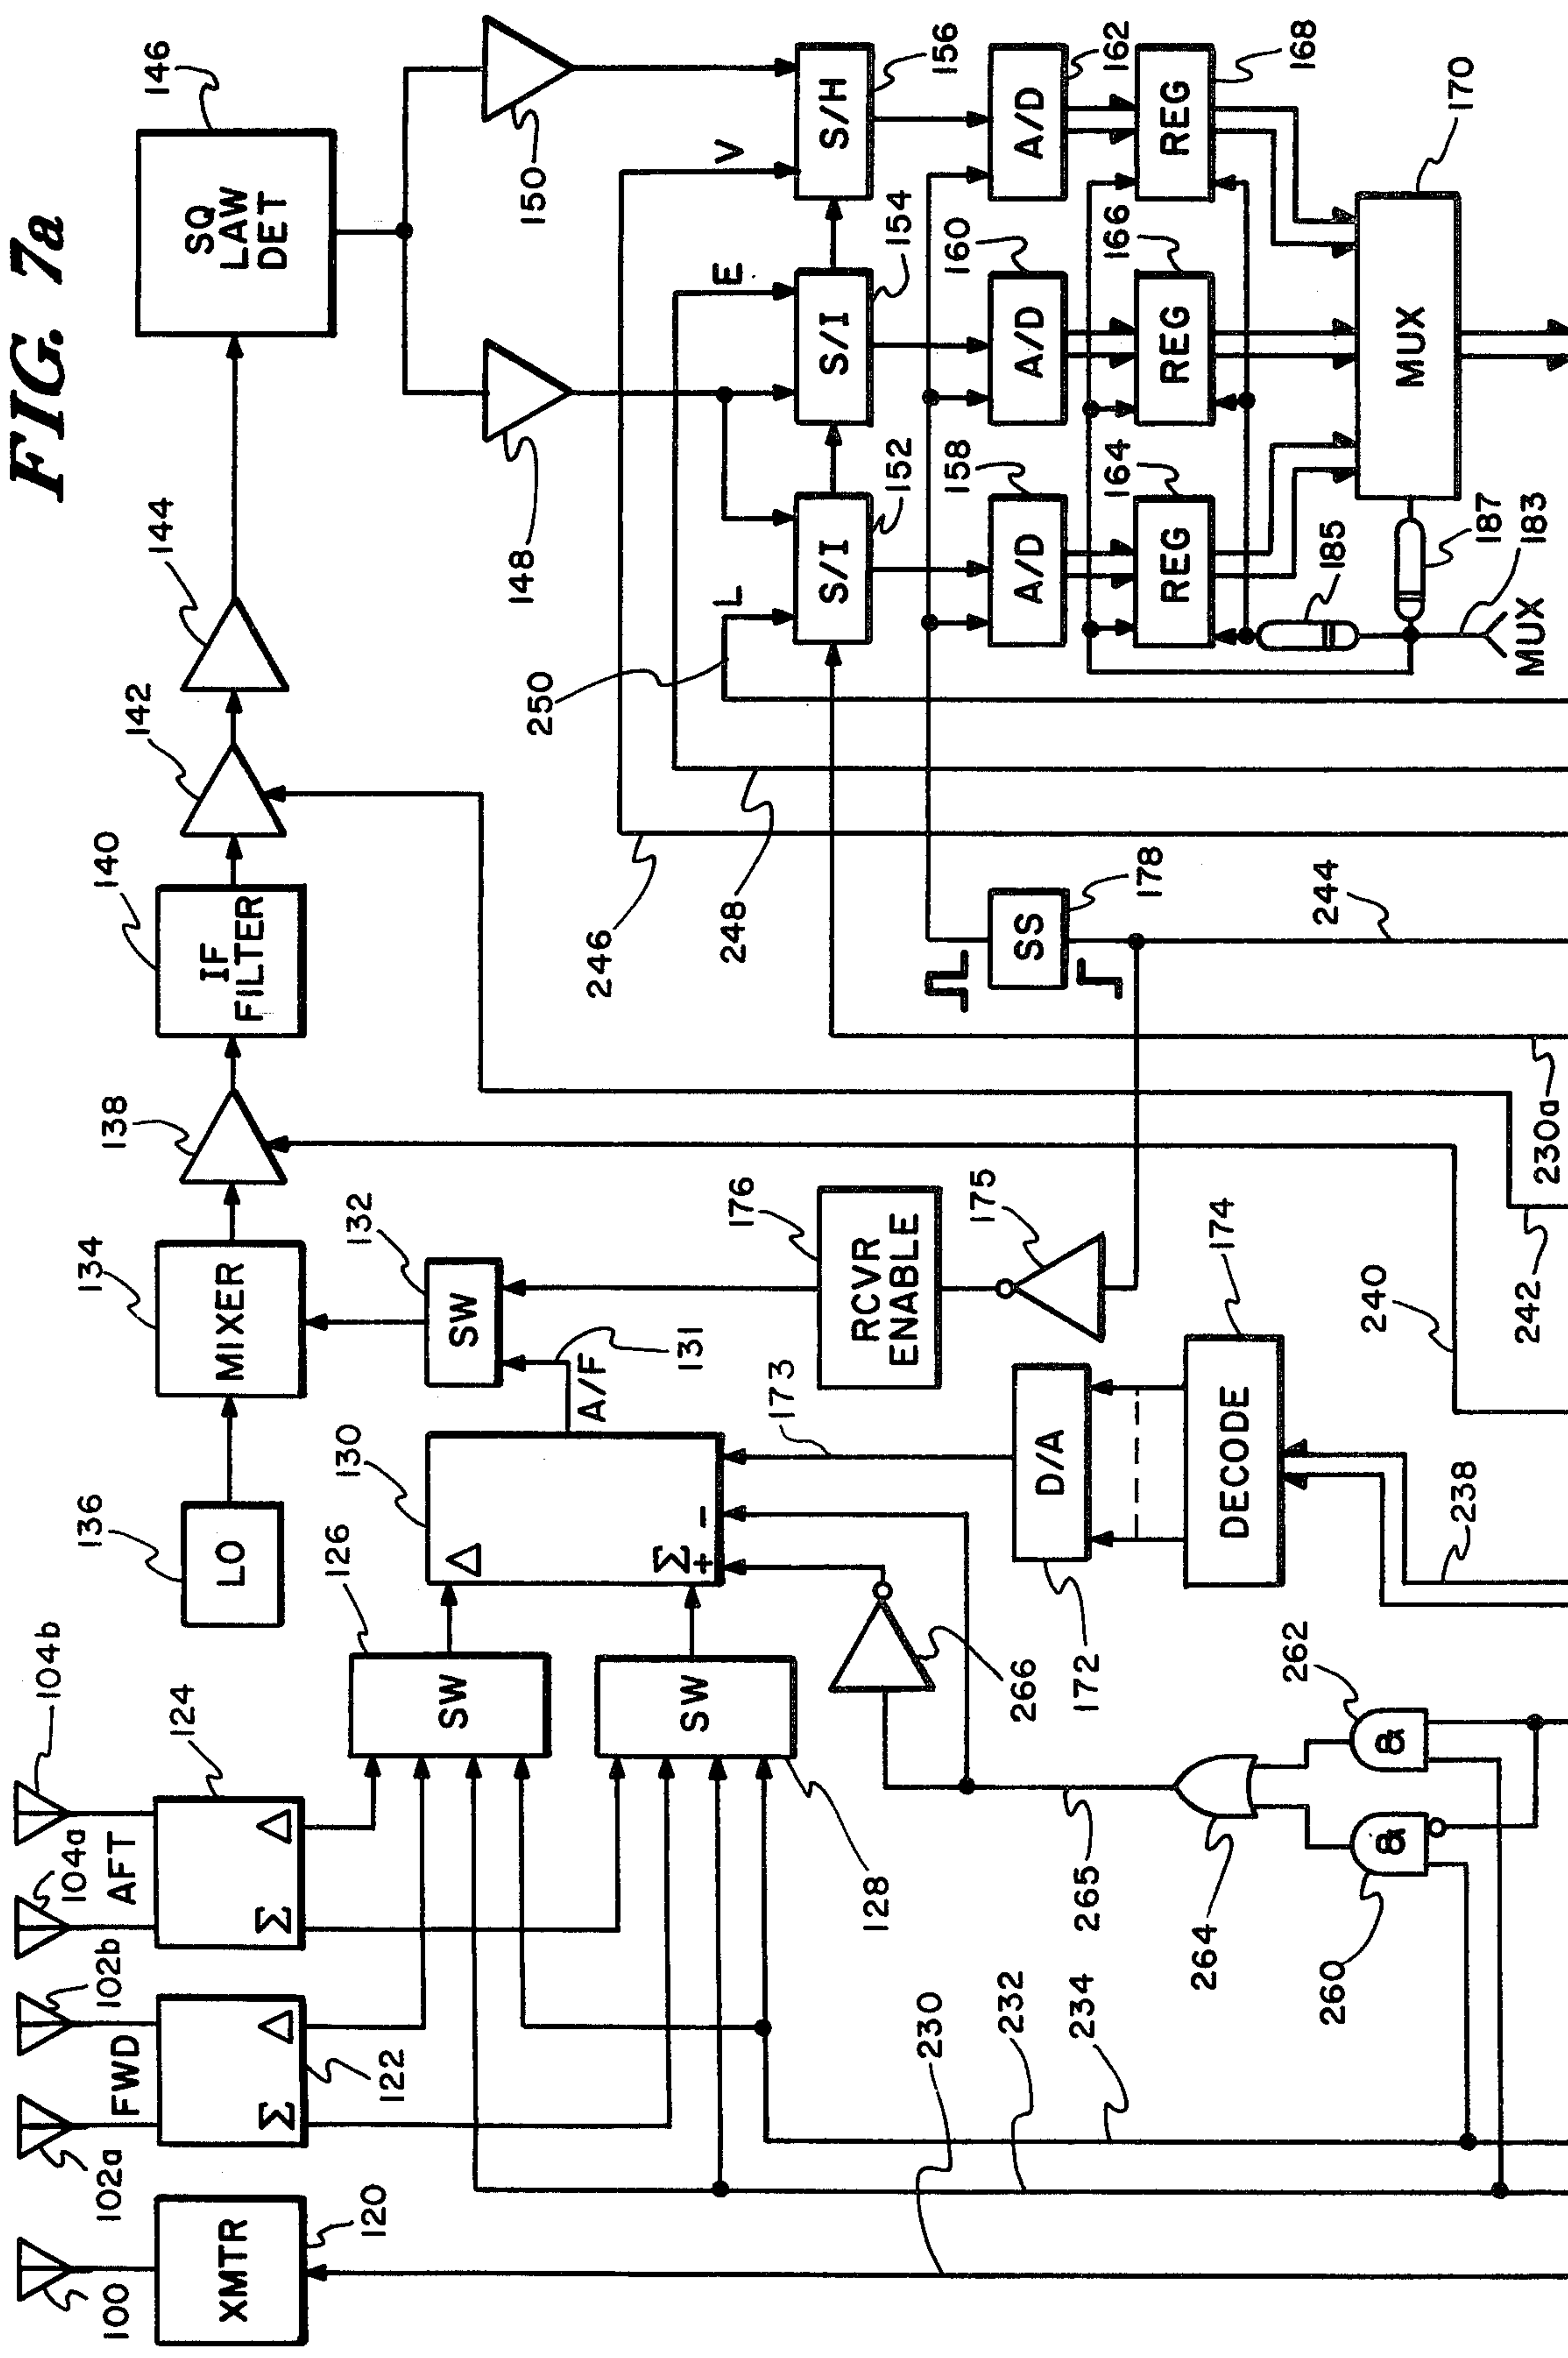 FIG. 7a
100
102a
FWD
102b
104a
AFT
104b
XMTR
120
Σ
Δ
122
Σ
Δ
124
SW
126
SW
128
Δ
Σ
+
−
130
A/F
131
SW
132
LO
136
MIXER
134
138
IF
FILTER
140
142
144
SQ
LAW
DET
146
148
150
L
E
V
S/I
152
S/I
154
S/H
156
A/D
158
A/D
160
A/D
162
REG
164
REG
166
REG
168
MUX
170
185
187
183
MUX
250
246
248
SS
178
244
RCVR
ENABLE
176
175
173
D/A
172
DECODE
174
238
240
242
230a
266
265
264
&
262
&
260
230
232
234